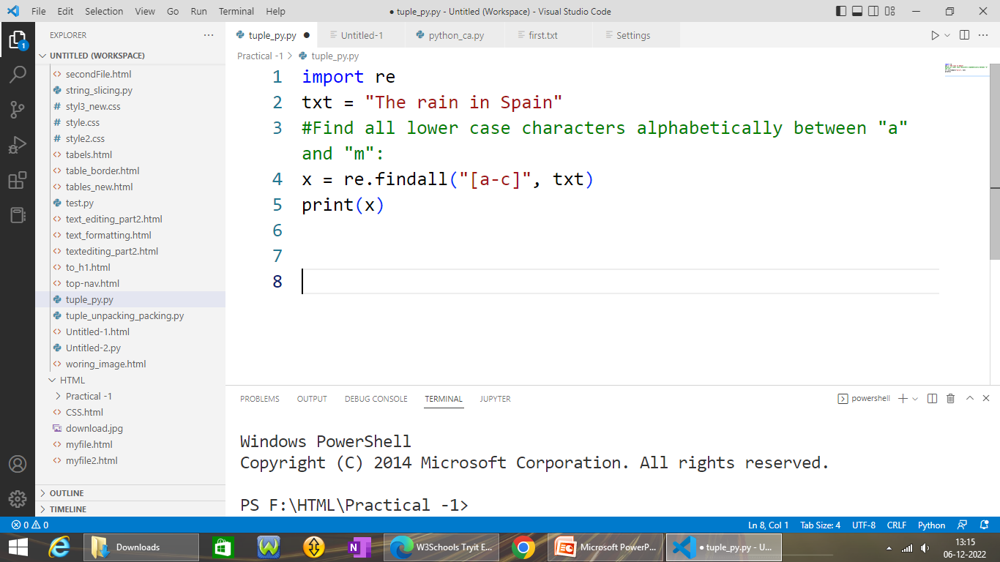 File Edit Selection View Go Run Terminal Help
● tuple_py.py - Untitled (Workspace) - Visual Studio Code
EXPLORER ...
1
UNTITLED (WORKSPACE)
secondFile.html
string_slicing.py
styl3_new.css
style.css
style2.css
tabels.html
table_border.html
tables_new.html
test.py
text_editing_part2.html
text_formatting.html
textediting_part2.html
to_h1.html
top-nav.html
tuple_py.py
tuple_unpacking_packing.py
Untitled-1.html
Untitled-2.py
woring_image.html
HTML
Practical -1
CSS.html
download.jpg
myfile.html
myfile2.html
OUTLINE
TIMELINE
tuple_py.py ● Untitled-1 python_ca.py first.txt Settings
Practical -1 > tuple_py.py
1 import re
2 txt = "The rain in Spain"
3 #Find all lower case characters alphabetically between "a"
and "m":
4 x = re.findall("[a-c]", txt)
5 print(x)
6
7
8
PROBLEMS OUTPUT DEBUG CONSOLE TERMINAL JUPYTER powershell
Windows PowerShell
Copyright (C) 2014 Microsoft Corporation. All rights reserved.
PS F:\HTML\Practical -1>
0 0 Ln 8, Col 1 Tab Size: 4 UTF-8 CRLF Python
Downloads W3Schools Tryit E... Microsoft PowerP... ● tuple_py.py - U...
13:15
06-12-2022